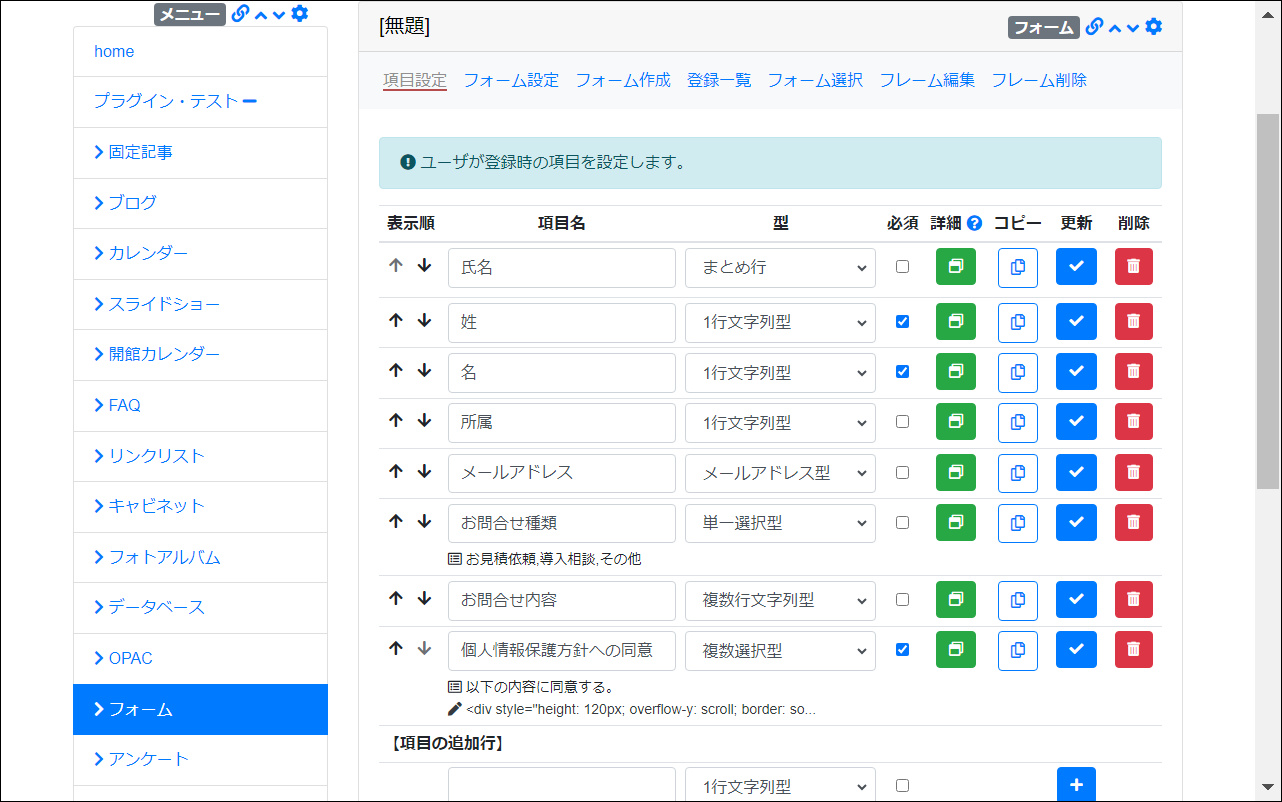 メニュー
home
プラグイン・テスト
固定記事
ブログ
カレンダー
スライドショー
開館カレンダー
FAQ
リンクリスト
キャビネット
フォトアルバム
データベース
OPAC
フォーム
アンケート
[無題]
フォーム
項目設定 フォーム設定 フォーム作成 登録一覧 フォーム選択 フレーム編集 フレーム削除
ユーザが登録時の項目を設定します。
表示順 項目名 型 必須 詳細 コピー 更新 削除
氏名 まとめ行
姓 1行文字列型
名 1行文字列型
所属 1行文字列型
メールアドレス メールアドレス型
お問合せ種類 単一選択型
お見積依頼,導入相談,その他
お問合せ内容 複数行文字列型
個人情報保護方針への同意 複数選択型
以下の内容に同意する。
<div style="height: 120px; overflow-y: scroll; border: so...
【項目の追加行】
1行文字列型